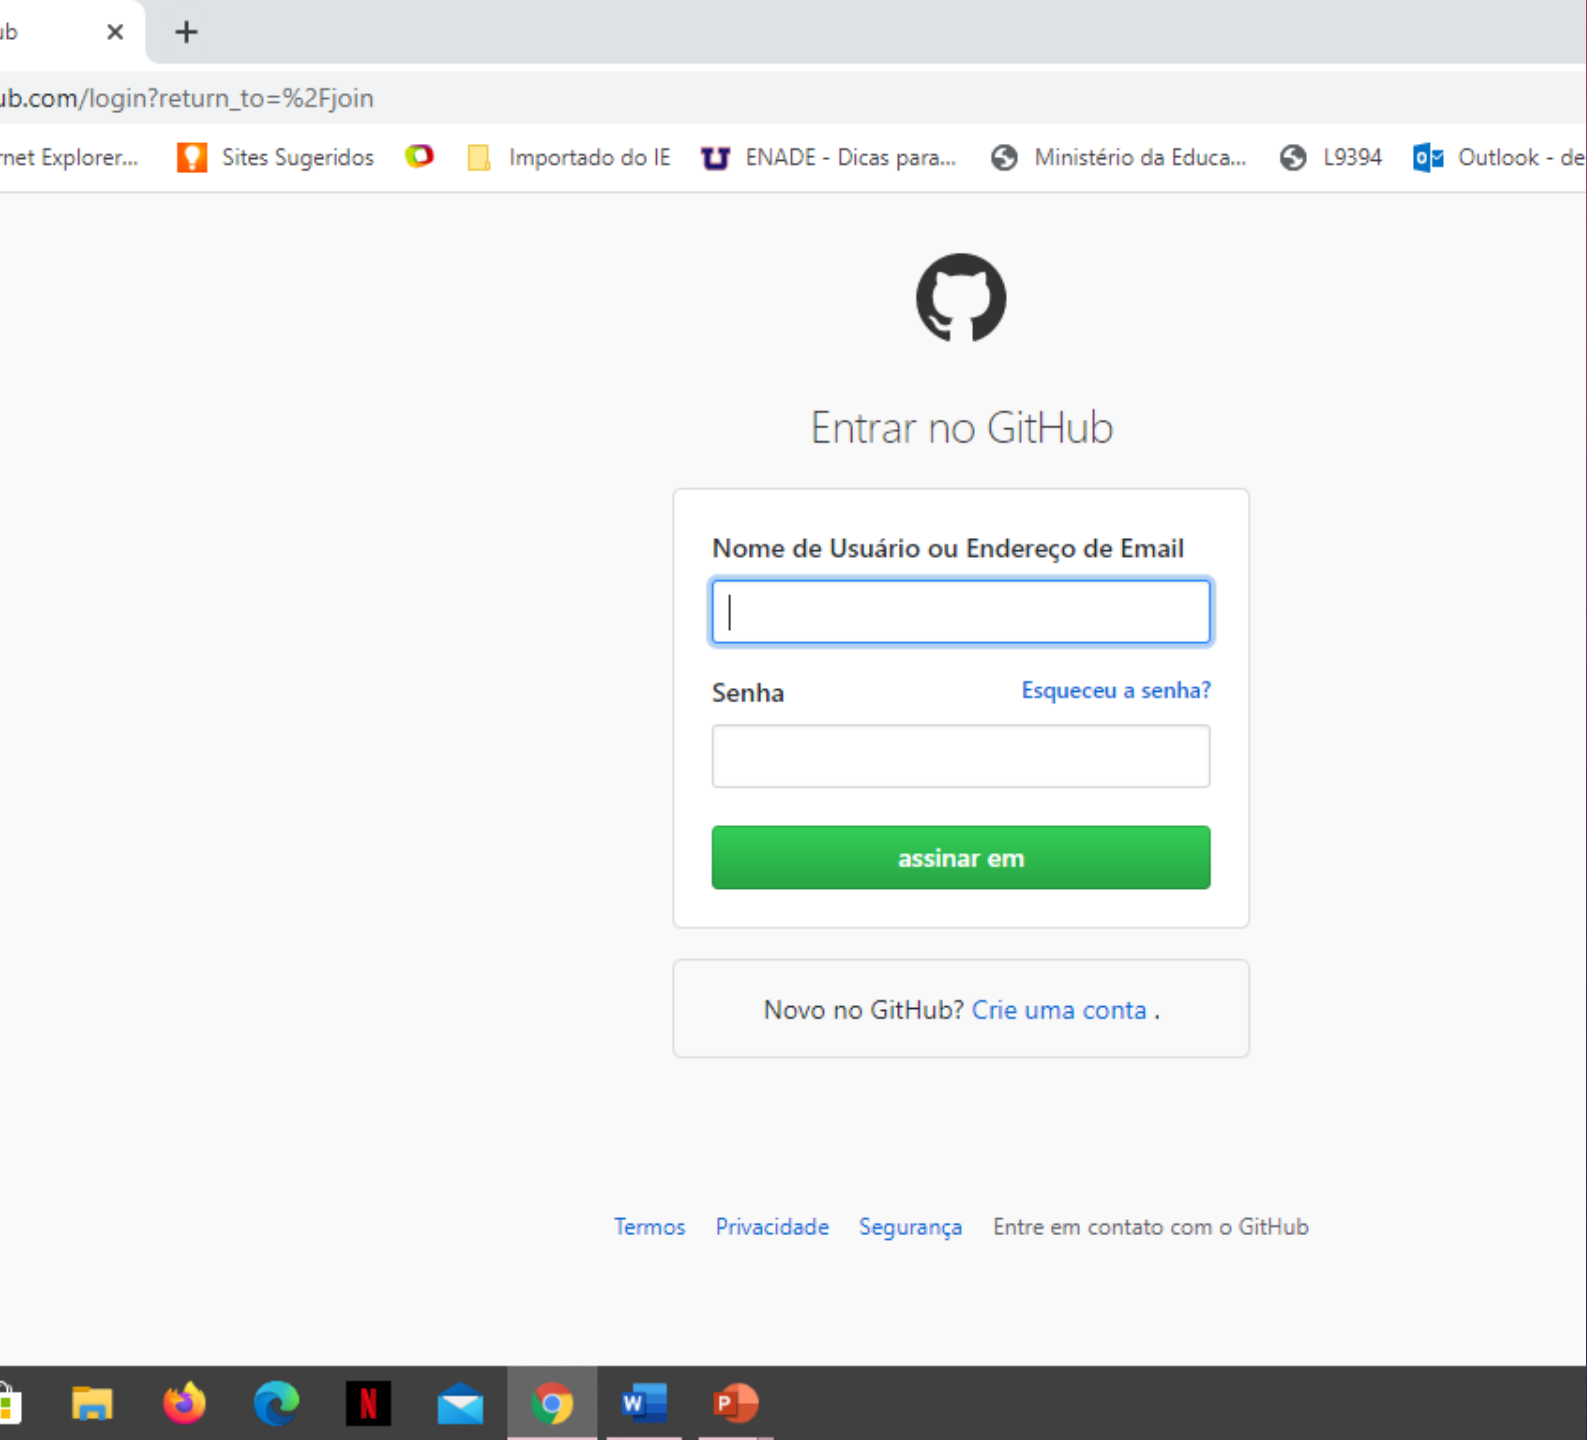 ub
ub.com/login?return_to=%2Fjoin
rnet Explorer... Sites Sugeridos Importado do IE ENADE - Dicas para... Ministério da Educa... L9394 Outlook - de
Entrar no GitHub
Nome de Usuário ou Endereço de Email
Senha Esqueceu a senha?
assinar em
Novo no GitHub? Crie uma conta .
Termos Privacidade Segurança Entre em contato com o GitHub
N W P